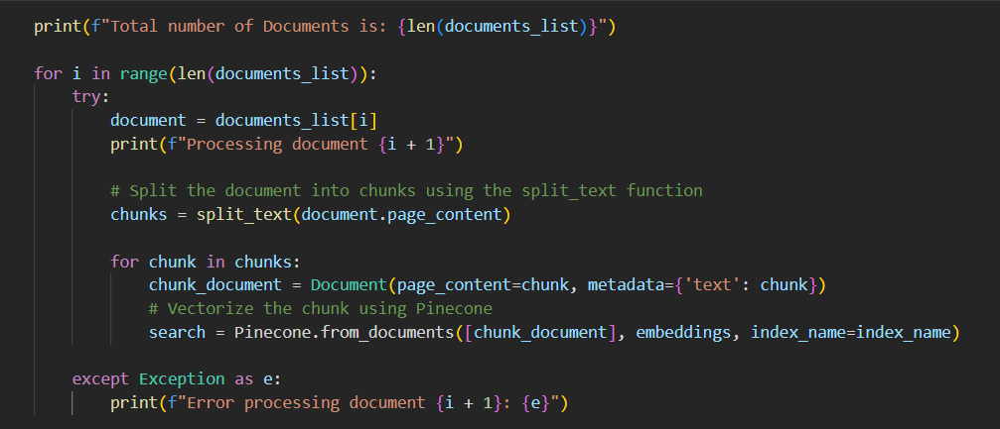 print(f"Total number of Documents is: {len(documents_list)}")
for i in range(len(documents_list)):
    try:
        document = documents_list[i]
        print(f"Processing document {i + 1}")
        # Split the document into chunks using the split_text function
        chunks = split_text(document.page_content)
        for chunk in chunks:
            chunk_document = Document(page_content=chunk, metadata={'text': chunk})
            # Vectorize the chunk using Pinecone
            search = Pinecone.from_documents([chunk_document], embeddings, index_name=index_name)
    except Exception as e:
        print(f"Error processing document {i + 1}: {e}")